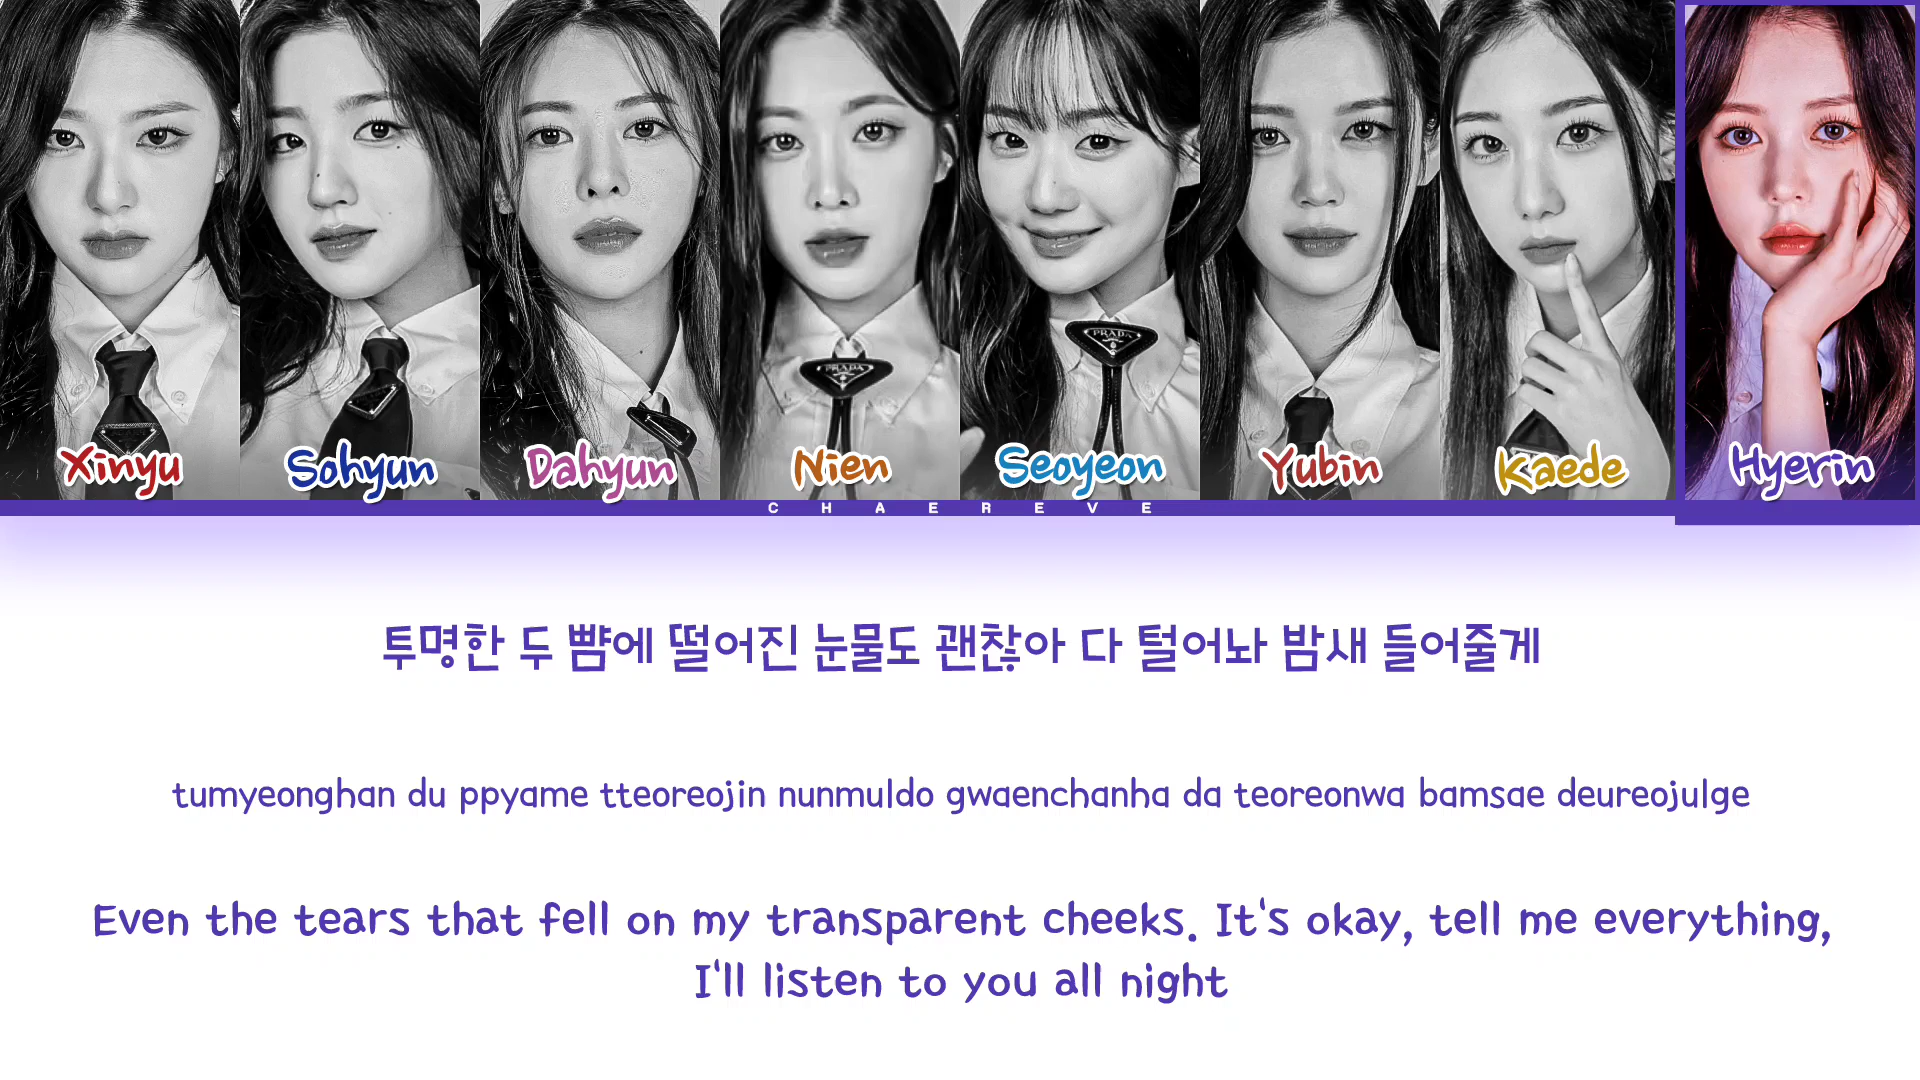 PRADA
PRADA
Xinyu
Sohyun
Dahyun
Nien
Seoyeon
Yubin
Kaede
Hyerin
CHAEREVE
투명한 두 뺨에 떨어진 눈물도 괜찮아 다 털어놔 밤새 들어줄게
tumyeonghan du ppyame tteoreojin nunmuldo gwaenchanha da teoreonwa bamsae deureojulge
Even the tears that fell on my transparent cheeks. It's okay, tell me everything,
I'll listen to you all night